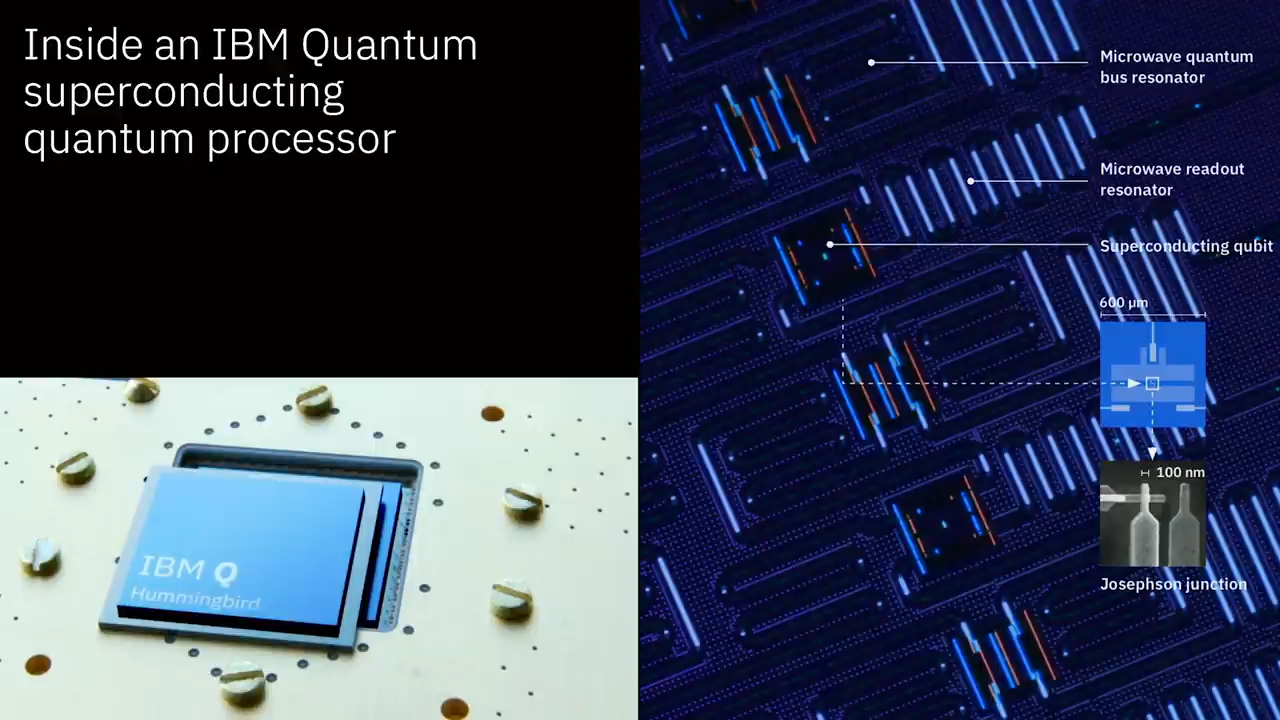 Inside an IBM Quantum
superconducting
quantum processor
IBM Q
Hummingbird
Microwave quantum
bus resonator
Microwave readout
resonator
Superconducting qubit
600 µm
100 nm
Josephson junction